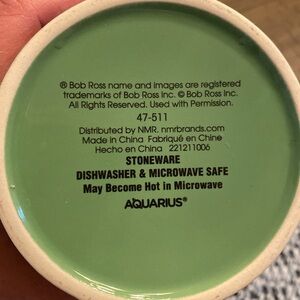 ® Bob Ross name and images are registered
trademarks of Bob Ross Inc. © Bob Ross Inc.
All Rights Reserved. Used with Permission.
47-511
Distributed by NMR. nmrbrands.com
Made in China Fabriqué en Chine
Hecho en China 221211006
STONEWARE
DISHWASHER & MICROWAVE SAFE
May Become Hot in Microwave
AQUARIUS®